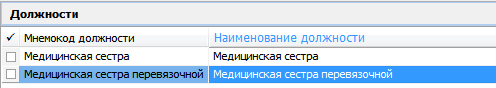 Должности
Мнемокод должности Наименование должности
Медицинская сестра Медицинская сестра
Медицинская сестра перевязочной Медицинская сестра перевязочной